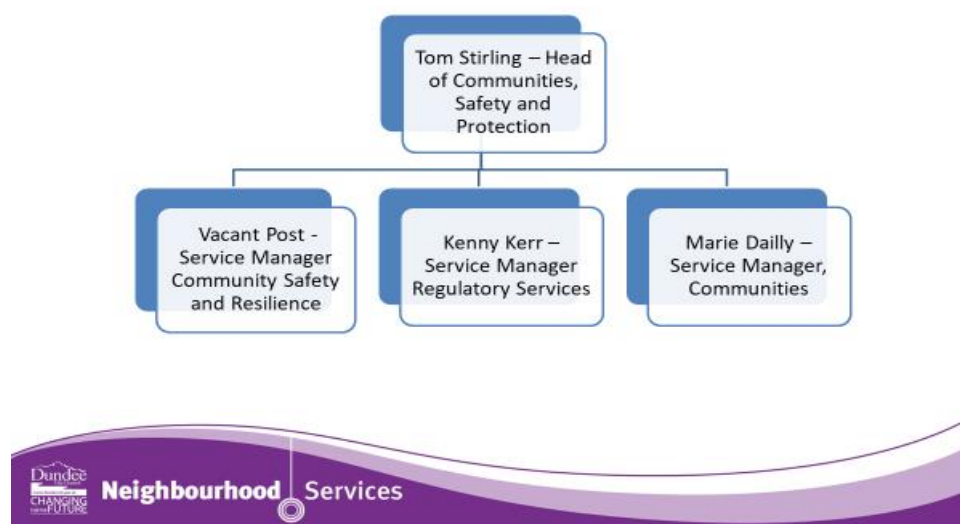 Tom Stirling – Head
of Communities,
Safety and
Protection
Vacant Post -
Service Manager
Community Safety
and Resilience
Kenny Kerr –
Service Manager
Regulatory Services
Marie Dailly –
Service Manager,
Communities
Dundee
CHANGING
FUTURE
Neighbourhood Services